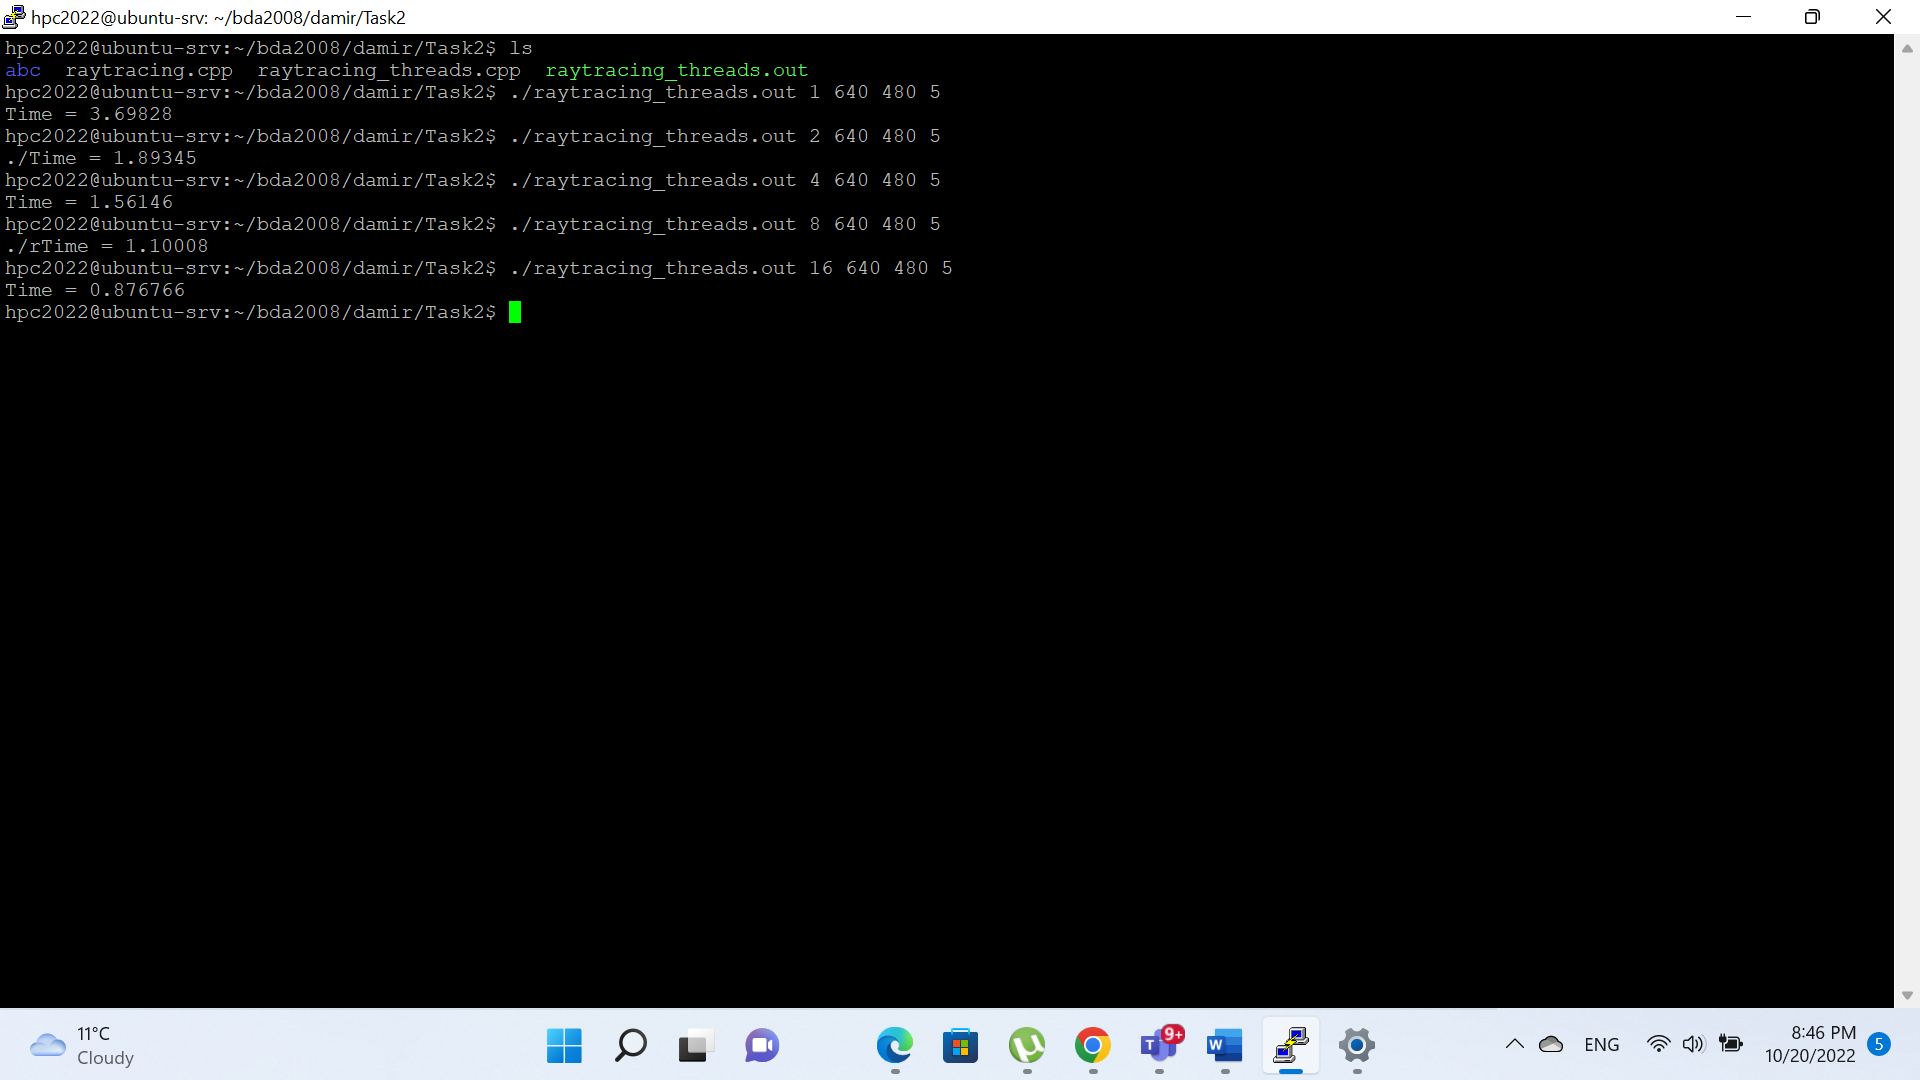 hpc2022@ubuntu-srv: ~/bda2008/damir/Task2
hpc2022@ubuntu-srv:~/bda2008/damir/Task2$ ls
abc  raytracing.cpp  raytracing_threads.cpp  raytracing_threads.out
hpc2022@ubuntu-srv:~/bda2008/damir/Task2$ ./raytracing_threads.out 1 640 480 5
Time = 3.69828
hpc2022@ubuntu-srv:~/bda2008/damir/Task2$ ./raytracing_threads.out 2 640 480 5
./Time = 1.89345
hpc2022@ubuntu-srv:~/bda2008/damir/Task2$ ./raytracing_threads.out 4 640 480 5
Time = 1.56146
hpc2022@ubuntu-srv:~/bda2008/damir/Task2$ ./raytracing_threads.out 8 640 480 5
./rTime = 1.10008
hpc2022@ubuntu-srv:~/bda2008/damir/Task2$ ./raytracing_threads.out 16 640 480 5
Time = 0.876766
hpc2022@ubuntu-srv:~/bda2008/damir/Task2$
11°C
Cloudy
T
9+
W
ENG
8:46 PM
10/20/2022
5